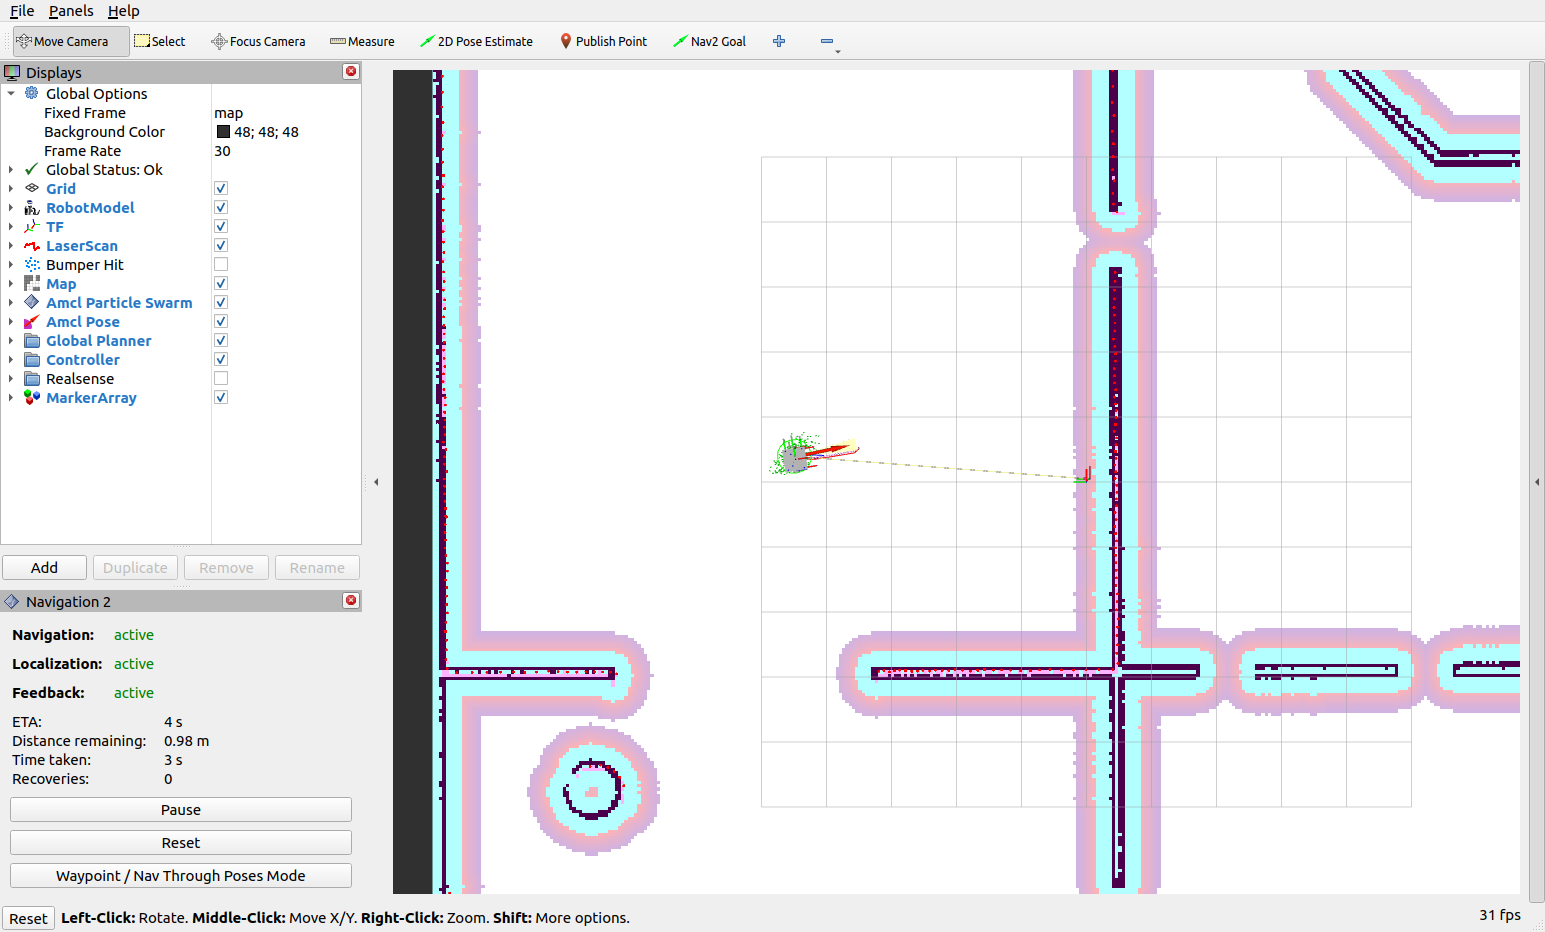 File Panels Help
Move Camera Select Focus Camera Measure 2D Pose Estimate Publish Point Nav2 Goal
Displays
Global Options
Fixed Frame map
Background Color 48; 48; 48
Frame Rate 30
Global Status: Ok
Grid
RobotModel
TF
LaserScan
Bumper Hit
Map
Amcl Particle Swarm
Amcl Pose
Global Planner
Controller
Realsense
MarkerArray
Add Duplicate Remove Rename
Navigation 2
Navigation: active
Localization: active
Feedback: active
ETA: 4 s
Distance remaining: 0.98 m
Time taken: 3 s
Recoveries: 0
Pause
Reset
Waypoint / Nav Through Poses Mode
Reset Left-Click: Rotate. Middle-Click: Move X/Y. Right-Click: Zoom. Shift: More options. 31 fps